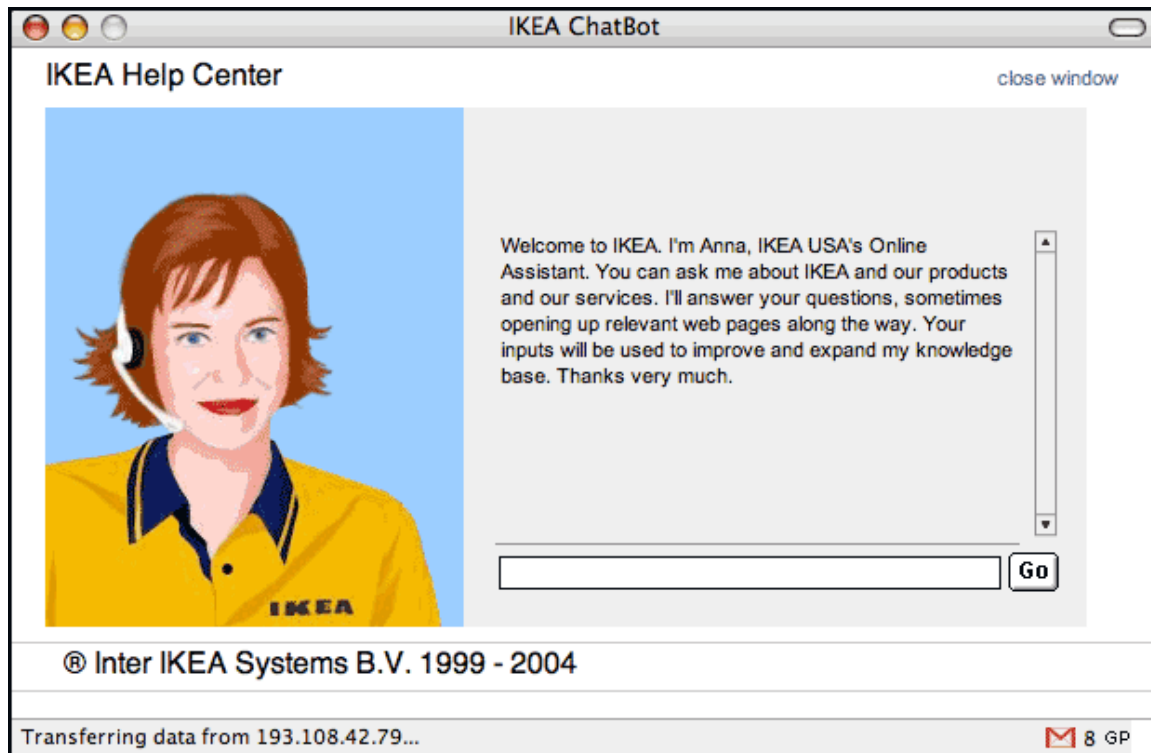 IKEA ChatBot
IKEA Help Center
close window
Welcome to IKEA. I'm Anna, IKEA USA's Online
Assistant. You can ask me about IKEA and our products
and our services. I'll answer your questions, sometimes
opening up relevant web pages along the way. Your
inputs will be used to improve and expand my knowledge
base. Thanks very much.
Go
IKEA
® Inter IKEA Systems B.V. 1999 - 2004
Transferring data from 193.108.42.79...
8 GP